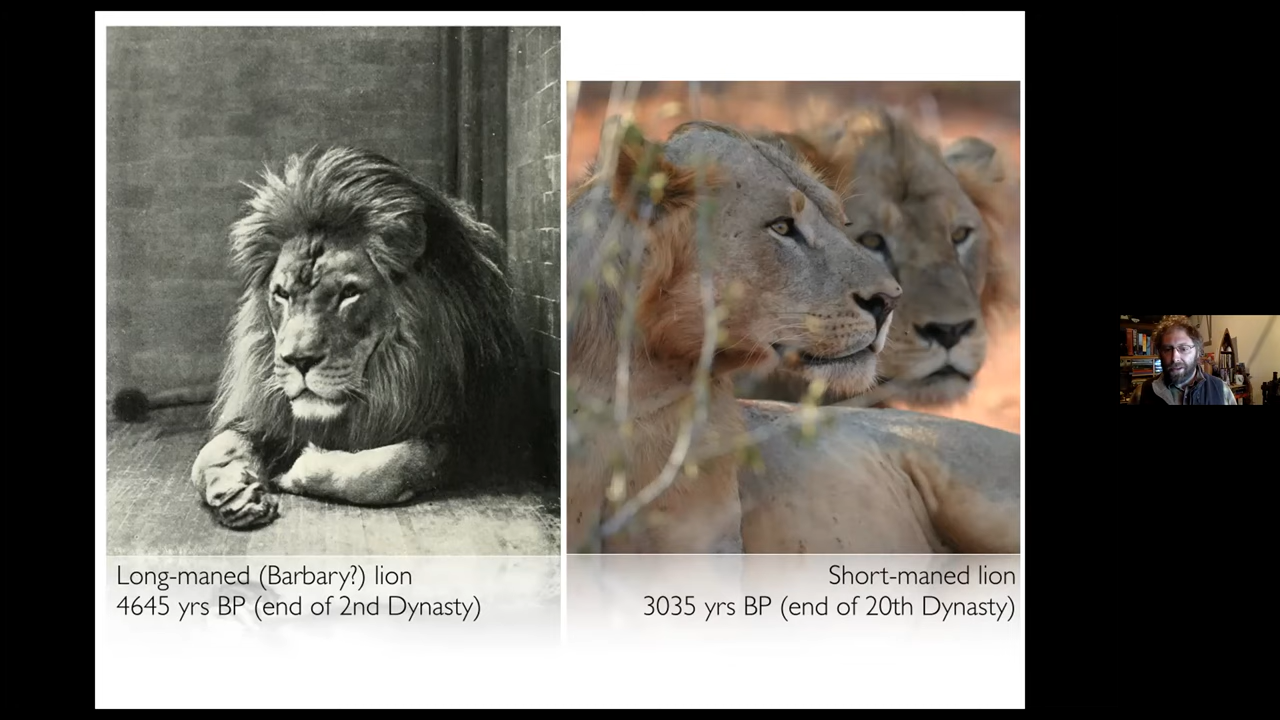 Long-maned (Barbary?) lion
4645 yrs BP (end of 2nd Dynasty)
Short-maned lion
3035 yrs BP (end of 20th Dynasty)